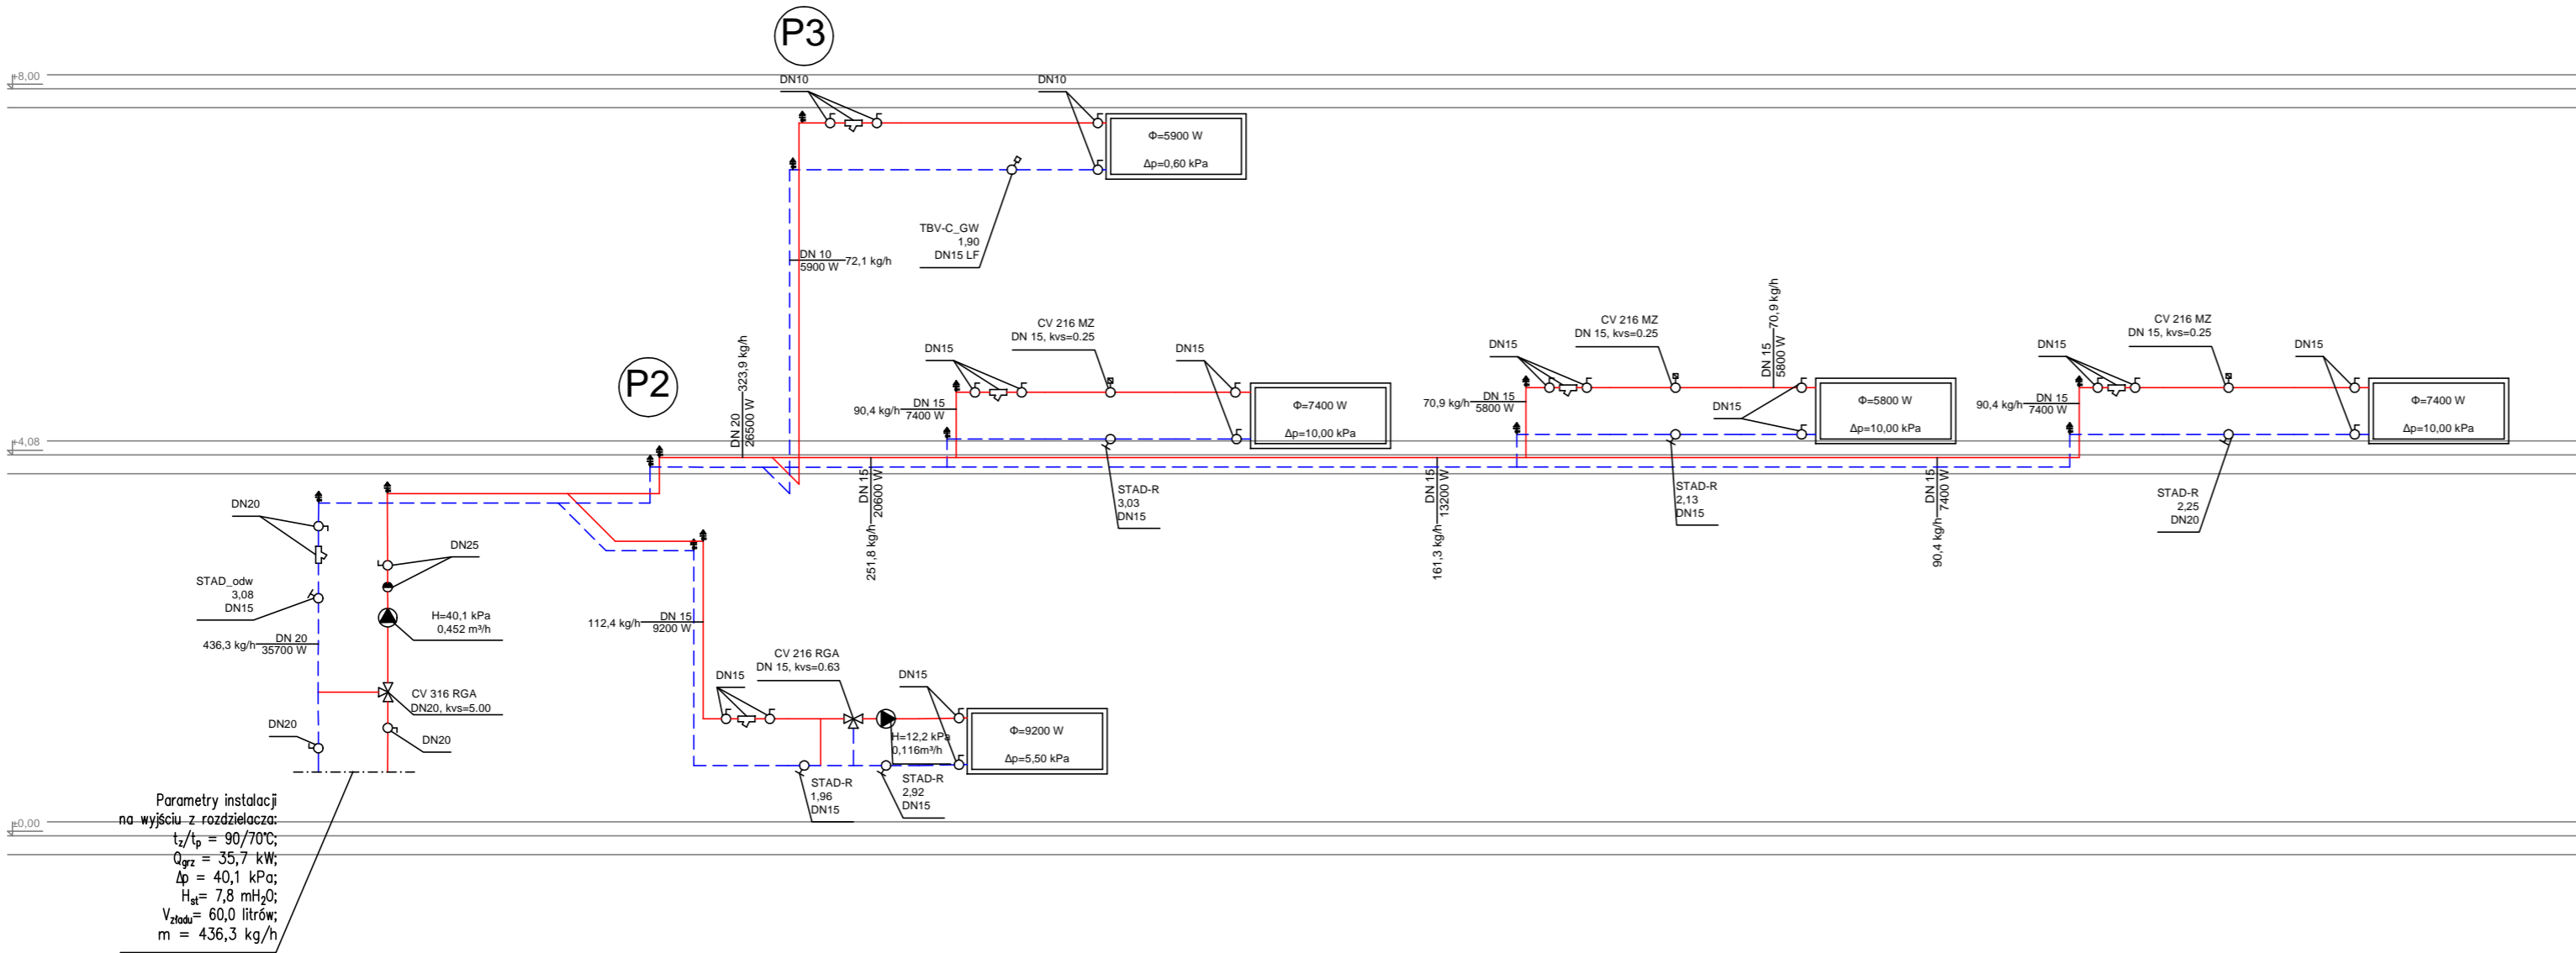 P3
+8,00
DN10
DN10
Φ=5900 W
Δp=0,60 kPa
TBV-C_GW
1,90
DN15 LF
DN 10
5900 W
72,1 kg/h
P2
DN 20
26500 W
323,9 kg/h
CV 216 MZ
DN 15, kvs=0.25
DN15
DN15
90,4 kg/h
DN 15
7400 W
Φ=7400 W
Δp=10,00 kPa
CV 216 MZ
DN 15, kvs=0.25
DN15
DN 15
5800 W
70,9 kg/h
70,9 kg/h
DN 15
5800 W
DN15
Φ=5800 W
Δp=10,00 kPa
CV 216 MZ
DN 15, kvs=0.25
DN15
DN15
90,4 kg/h
DN 15
7400 W
Φ=7400 W
Δp=10,00 kPa
+4,08
DN 15
20600 W
251,8 kg/h
STAD-R
3,03
DN15
DN 15
13200 W
161,3 kg/h
STAD-R
2,13
DN15
DN 15
7400 W
90,4 kg/h
STAD-R
2,25
DN20
DN20
DN25
STAD_odw
3,08
DN15
H=40,1 kPa
0,452 m³/h
436,3 kg/h
DN 20
35700 W
CV 316 RGA
DN20, kvs=5.00
DN20
DN20
112,4 kg/h
DN 15
9200 W
CV 216 RGA
DN 15, kvs=0.63
DN15
DN15
H=12,2 kPa
0,116m³/h
Φ=9200 W
Δp=5,50 kPa
STAD-R
1,96
DN15
STAD-R
2,92
DN15
±0,00
Parametry instalacji
na wyjściu z rozdzielacza:
tz/tp = 90/70°C;
Qgrz = 35,7 kW;
Δp = 40,1 kPa;
Hst= 7,8 mH₂O;
Vzładu= 60,0 litrów;
m = 436,3 kg/h